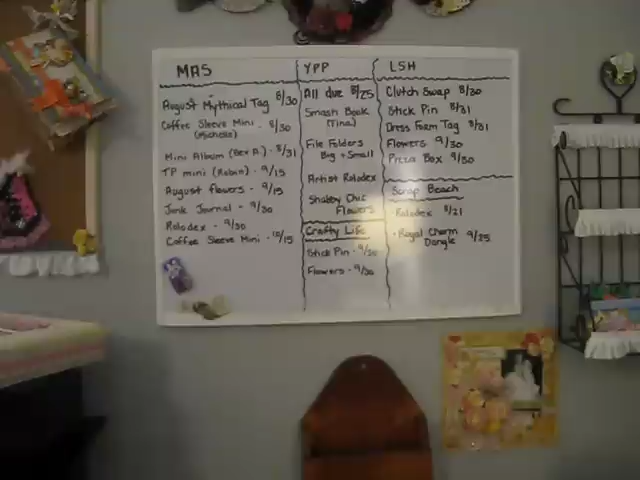 MAS
August Mythical Tag 8/30
Coffee Sleeve Mini - 8/30
(Michelle)
Mini Album (Bev A.) - 8/31
TP mini (Robin) - 9/15
August flowers - 9/15
Junk Journal - 9/30
Rolodex - 9/30
Coffee Sleeve Mini - 10/15
YPP
All due 8/25
Smash Book
(Tina)
File Folders
Big + Small
Artist Rolodex
Shabby Chic
Flowers
Crafty Life
Stick Pin - 9/30
Flowers - 9/30
LSH
Clutch Swap 8/30
Stick Pin 8/31
Dress Form Tag 8/31
Flowers 9/30
Pizza Box 9/30
Scrap Beach
- Rolodex 8/21
- Royal Charm 9/25
Dangle